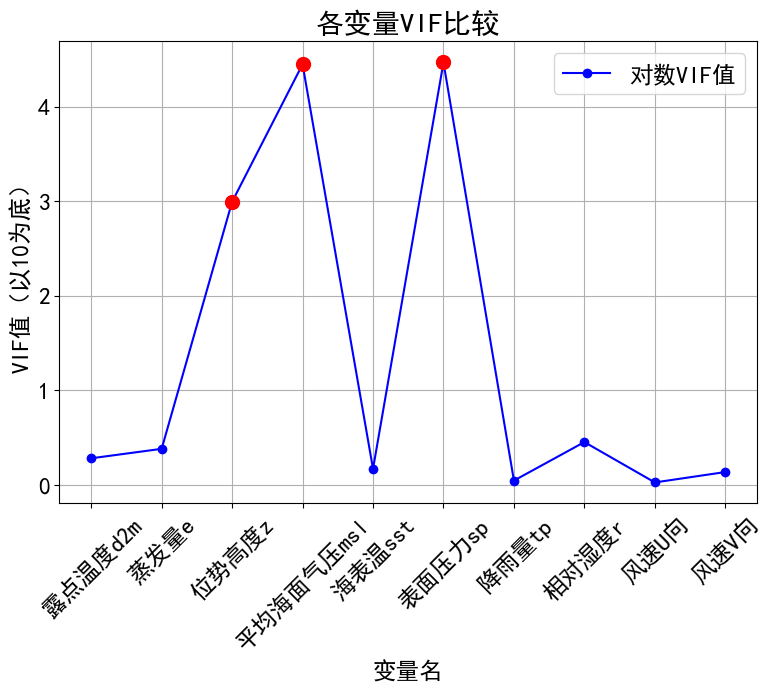 各变量VIF比较
对数VIF值
VIF值（以10为底）
4
3
2
1
0
露点温度d2m
蒸发量e
位势高度z
平均海面气压msl
海表温sst
表面压力sp
降雨量tp
相对湿度r
风速U向
风速V向
变量名